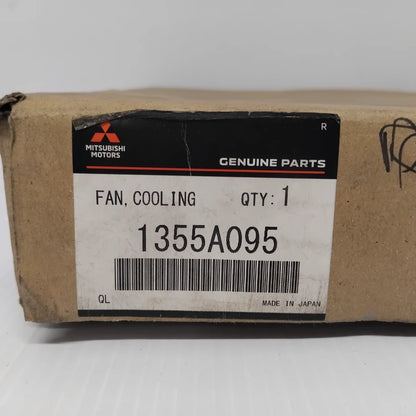 R
MITSUBISHI
MOTORS
GENUINE PARTS
FAN, COOLING QTY: 1
1355A095
QL MADE IN JAPAN